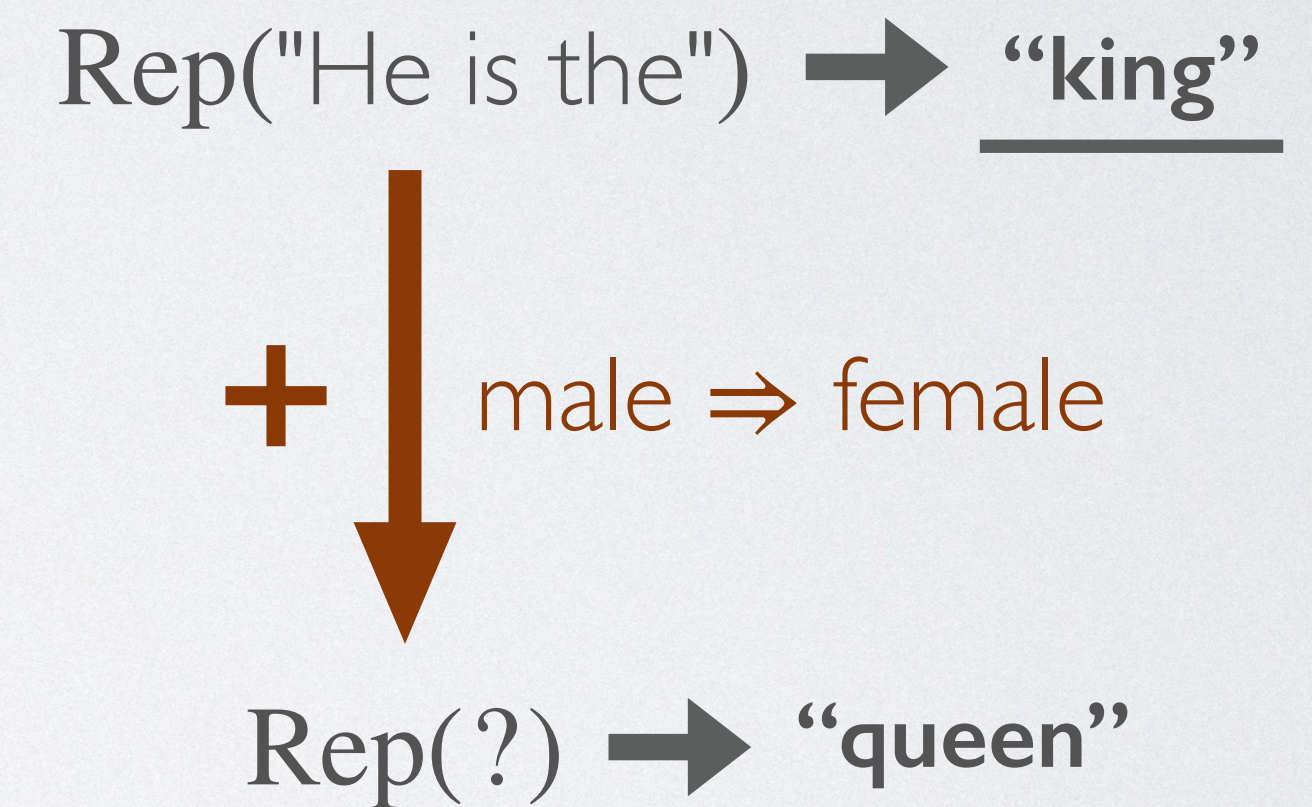 Rep("He is the") ➡ “king”
+ male ⇒ female
Rep(?) ➡ “queen”